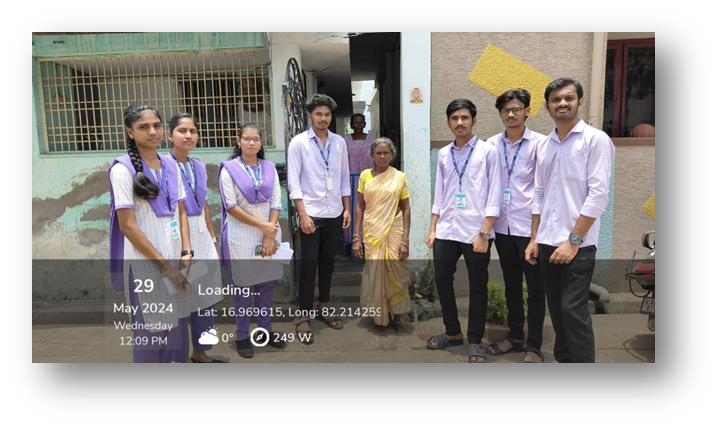 29
May 2024
Wednesday
12:09 PM
Loading...
Lat: 16.969615, Long: 82.214259
0°
249 W